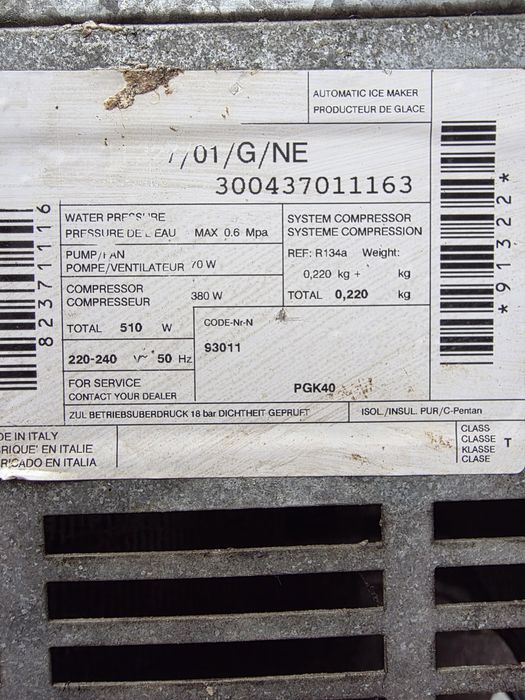 AUTOMATIC ICE MAKER
PRODUCTEUR DE GLACE
/01/G/NE
300437011163
WATER PRESSURE
PRESSURE DE L EAU MAX 0.6 Mpa
SYSTEM COMPRESSOR
SYSTEME COMPRESSION
PUMP/FAN
POMPE/VENTILATEUR 70 W
REF: R134a Weight:
0,220 kg + kg
TOTAL 0,220 kg
COMPRESSOR
COMPRESSEUR 380 W
TOTAL 510 W
CODE-Nr-N
93011
220-240 V~ 50 Hz
FOR SERVICE
CONTACT YOUR DEALER
PGK40
ZUL BETRIEBSUBERDRUCK 18 bar DICHTHEIT GEPRUFT
ISOL./INSUL. PUR/C-Pentan
DE IN ITALY
RIQUE' EN ITALIE
RICADO EN ITALIA
CLASS
CLASSE
KLASSE
CLASE
T
82371116
*91322*